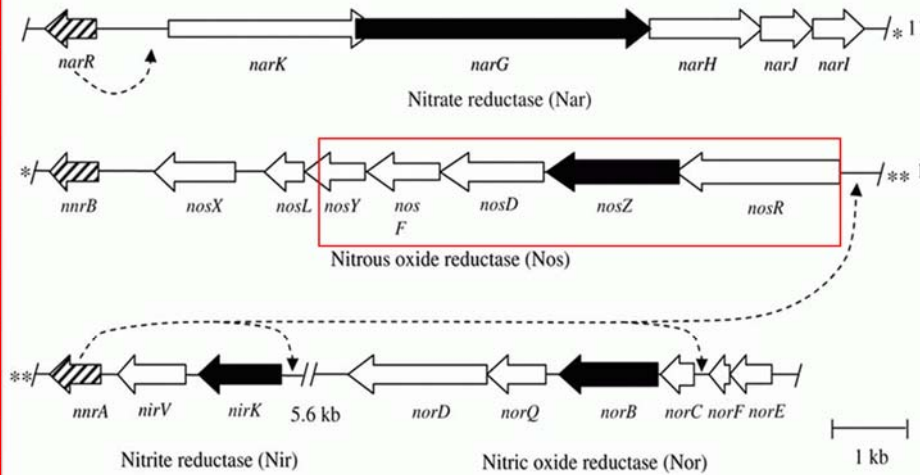 * 1
narR narK narG narH narJ narI
Nitrate reductase (Nar)
* **
nnrB nosX nosL nosY nos F nosD nosZ nosR
Nitrous oxide reductase (Nos)
**
nnrA nirV nirK 5.6 kb norD norQ norB norC norF norE
Nitrite reductase (Nir) Nitric oxide reductase (Nor) 1 kb